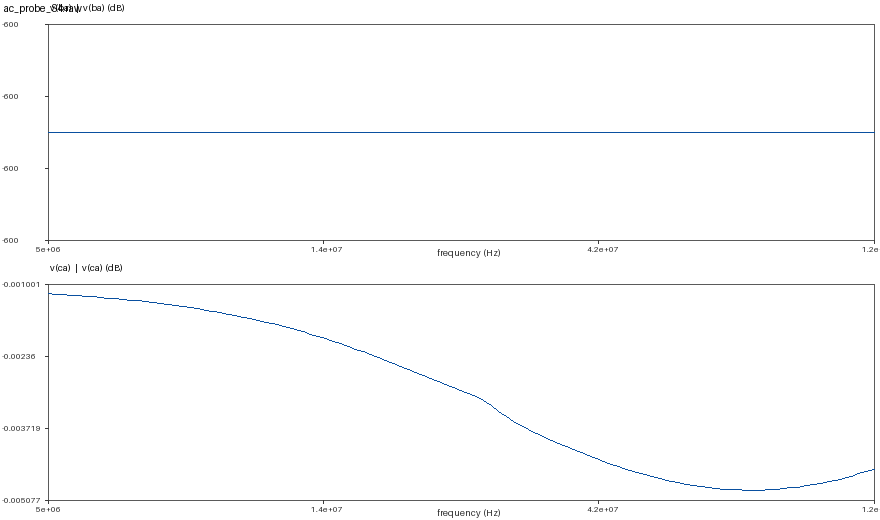 v(ba) (dB)
-600
-600
-600
-600
5e+06
1.4e+07
4.2e+07
1.2e
frequency (Hz)
v(ca) | v(ca) (dB)
-0.001001
-0.00236
-0.003719
-0.005077
5e+06
1.4e+07
4.2e+07
1.2e
frequency (Hz)